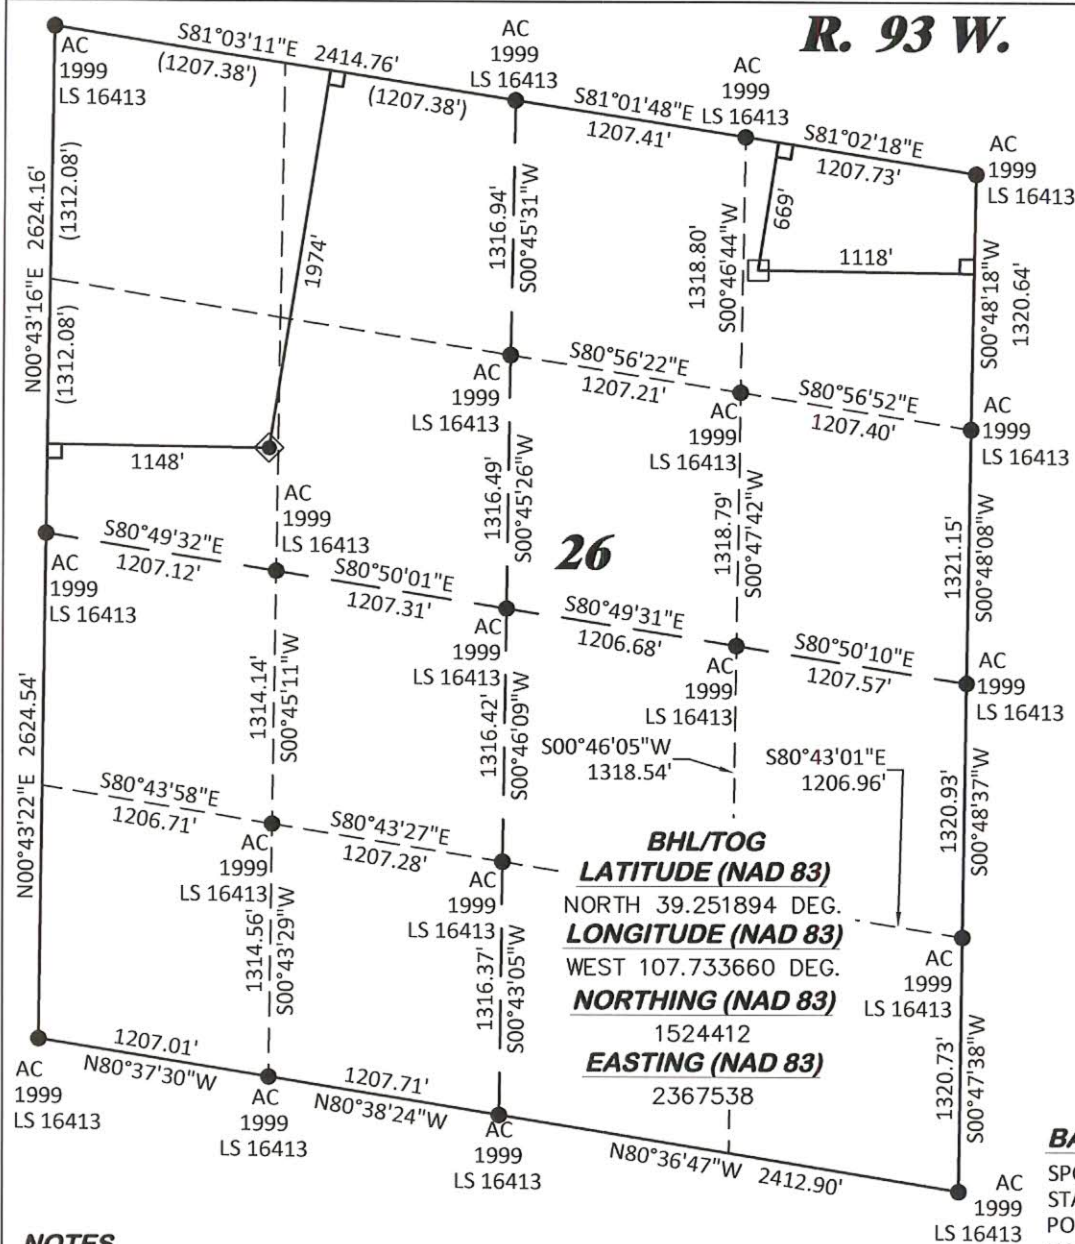 R. 93 W.
AC
1999
LS 16413
S81°03'11"E 2414.76'
(1207.38')
(1207.38')
AC
1999
LS 16413
S81°01'48"E
1207.41'
AC
1999
LS 16413
S81°02'18"E
1207.73'
AC
1999
LS 16413
N00°43'16"E 2624.16'
(1312.08')
(1312.08')
1974'
1316.94'
S00°45'31"W
1318.80'
S00°46'44"W
669'
1118'
S00°48'18"W
1320.64'
S80°56'22"E
1207.21'
S80°56'52"E
1207.40'
AC
1999
LS 16413
AC
1999
LS 16413
AC
1999
LS 16413
1148'
1316.49'
S00°45'26"W
1318.79'
S00°47'42"W
1321.15'
S00°48'08"W
AC
1999
LS 16413
26
S80°49'32"E
1207.12'
S80°50'01"E
1207.31'
S80°49'31"E
1206.68'
S80°50'10"E
1207.57'
AC
1999
LS 16413
AC
1999
LS 16413
AC
1999
LS 16413
AC
1999
LS 16413
N00°43'22"E 2624.54'
1314.14'
S00°45'11"W
1316.42'
S00°46'09"W
S00°46'05"W
1318.54'
S80°43'01"E
1206.96'
1320.93'
S00°48'37"W
S80°43'58"E
1206.71'
S80°43'27"E
1207.28'
AC
1999
LS 16413
AC
1999
LS 16413
BHL/TOG
LATITUDE (NAD 83)
NORTH 39.251894 DEG.
LONGITUDE (NAD 83)
WEST 107.733660 DEG.
NORTHING (NAD 83)
1524412
EASTING (NAD 83)
2367538
AC
1999
LS 16413
1314.56'
S00°43'29"W
1316.37'
S00°43'05"W
1320.73'
S00°47'38"W
1207.01'
N80°37'30"W
1207.71'
N80°38'24"W
N80°36'47"W 2412.90'
AC
1999
LS 16413
AC
1999
LS 16413
AC
1999
LS 16413
AC
1999
LS 16413
BA
STA
PO
NOTES